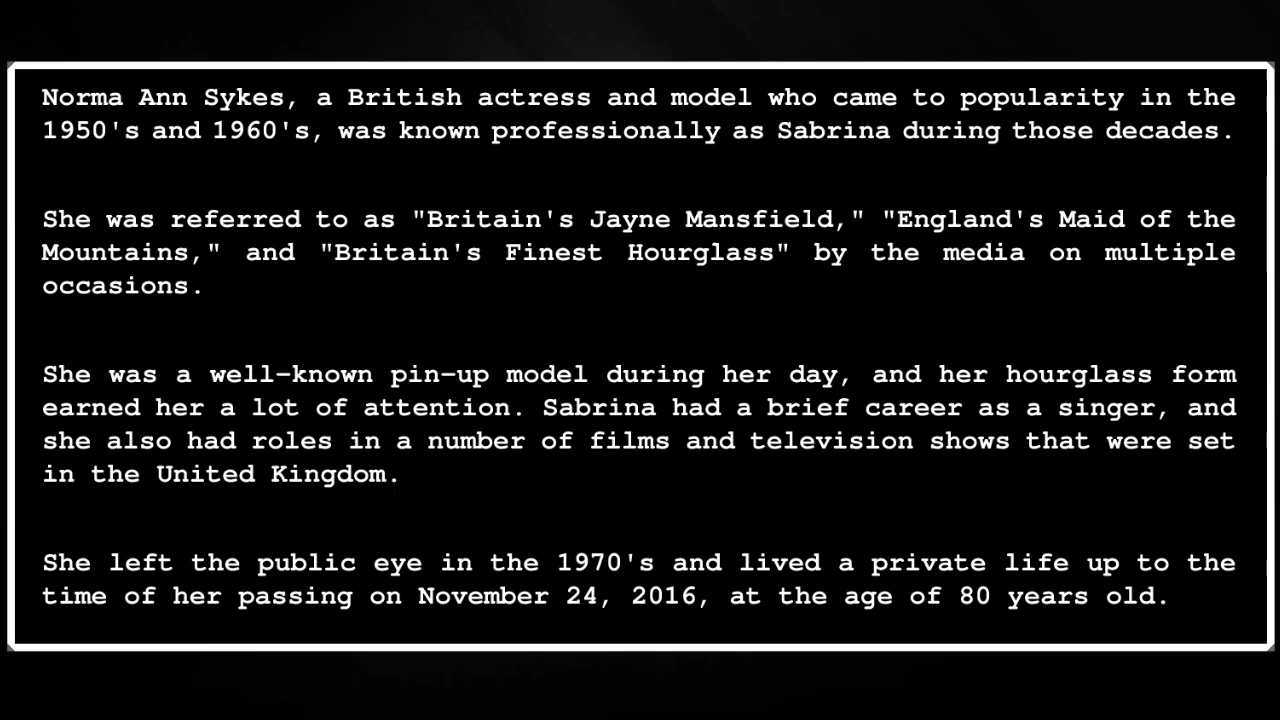 Norma Ann Sykes, a British actress and model who came to popularity in the
1950's and 1960's, was known professionally as Sabrina during those decades.
She was referred to as "Britain's Jayne Mansfield," "England's Maid of the
Mountains," and "Britain's Finest Hourglass" by the media on multiple
occasions.
She was a well-known pin-up model during her day, and her hourglass form
earned her a lot of attention. Sabrina had a brief career as a singer, and
she also had roles in a number of films and television shows that were set
in the United Kingdom.
She left the public eye in the 1970's and lived a private life up to the
time of her passing on November 24, 2016, at the age of 80 years old.